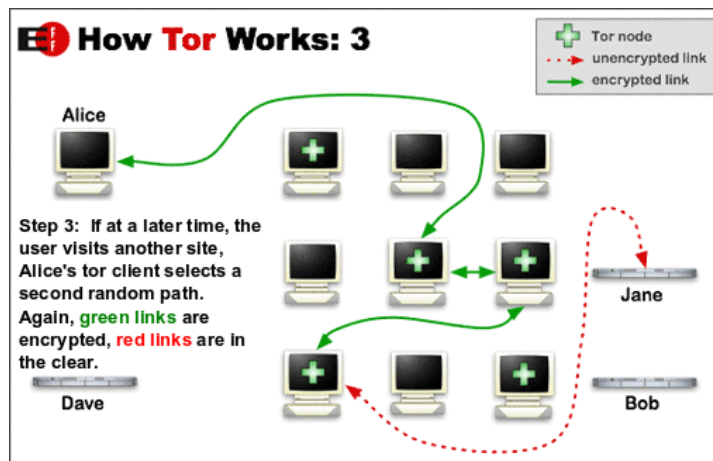 EFF How Tor Works: 3
Tor node
unencrypted link
encrypted link
Alice
Step 3: If at a later time, the
user visits another site,
Alice's tor client selects a
second random path.
Again, green links are
encrypted, red links are in
the clear.
Jane
Dave
Bob